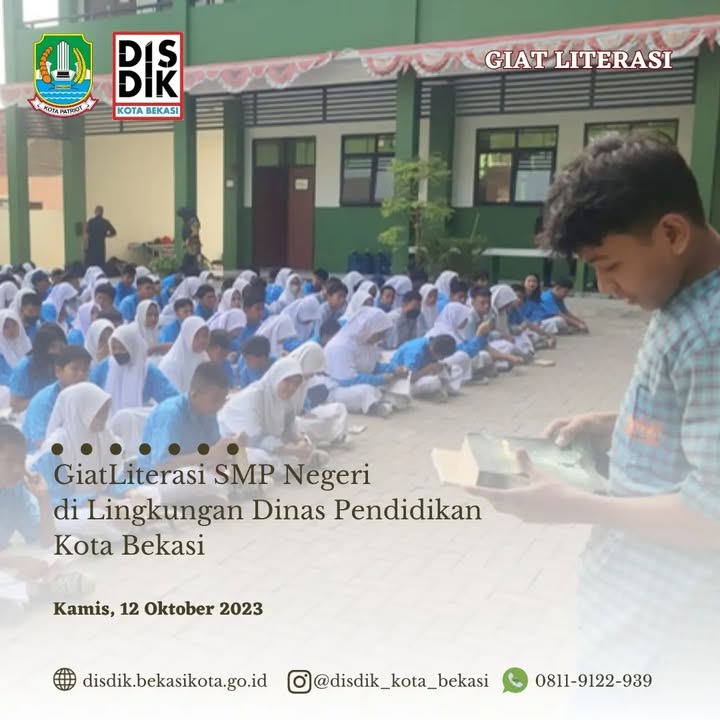 KOTA PATRIOT
DIS
DIK
KOTA BEKASI
GIAT LITERASI
GiatLiterasi SMP Negeri
di Lingkungan Dinas Pendidikan
Kota Bekasi
Kamis, 12 Oktober 2023
disdik.bekasikota.go.id
@disdik_kota_bekasi
0811-9122-939